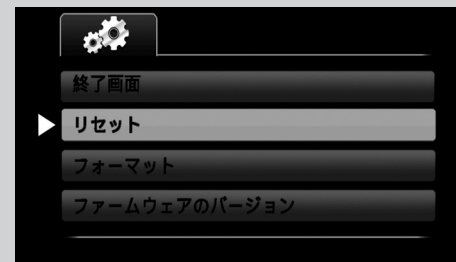 終了画面
リセット
フォーマット
ファームウェアのバージョン